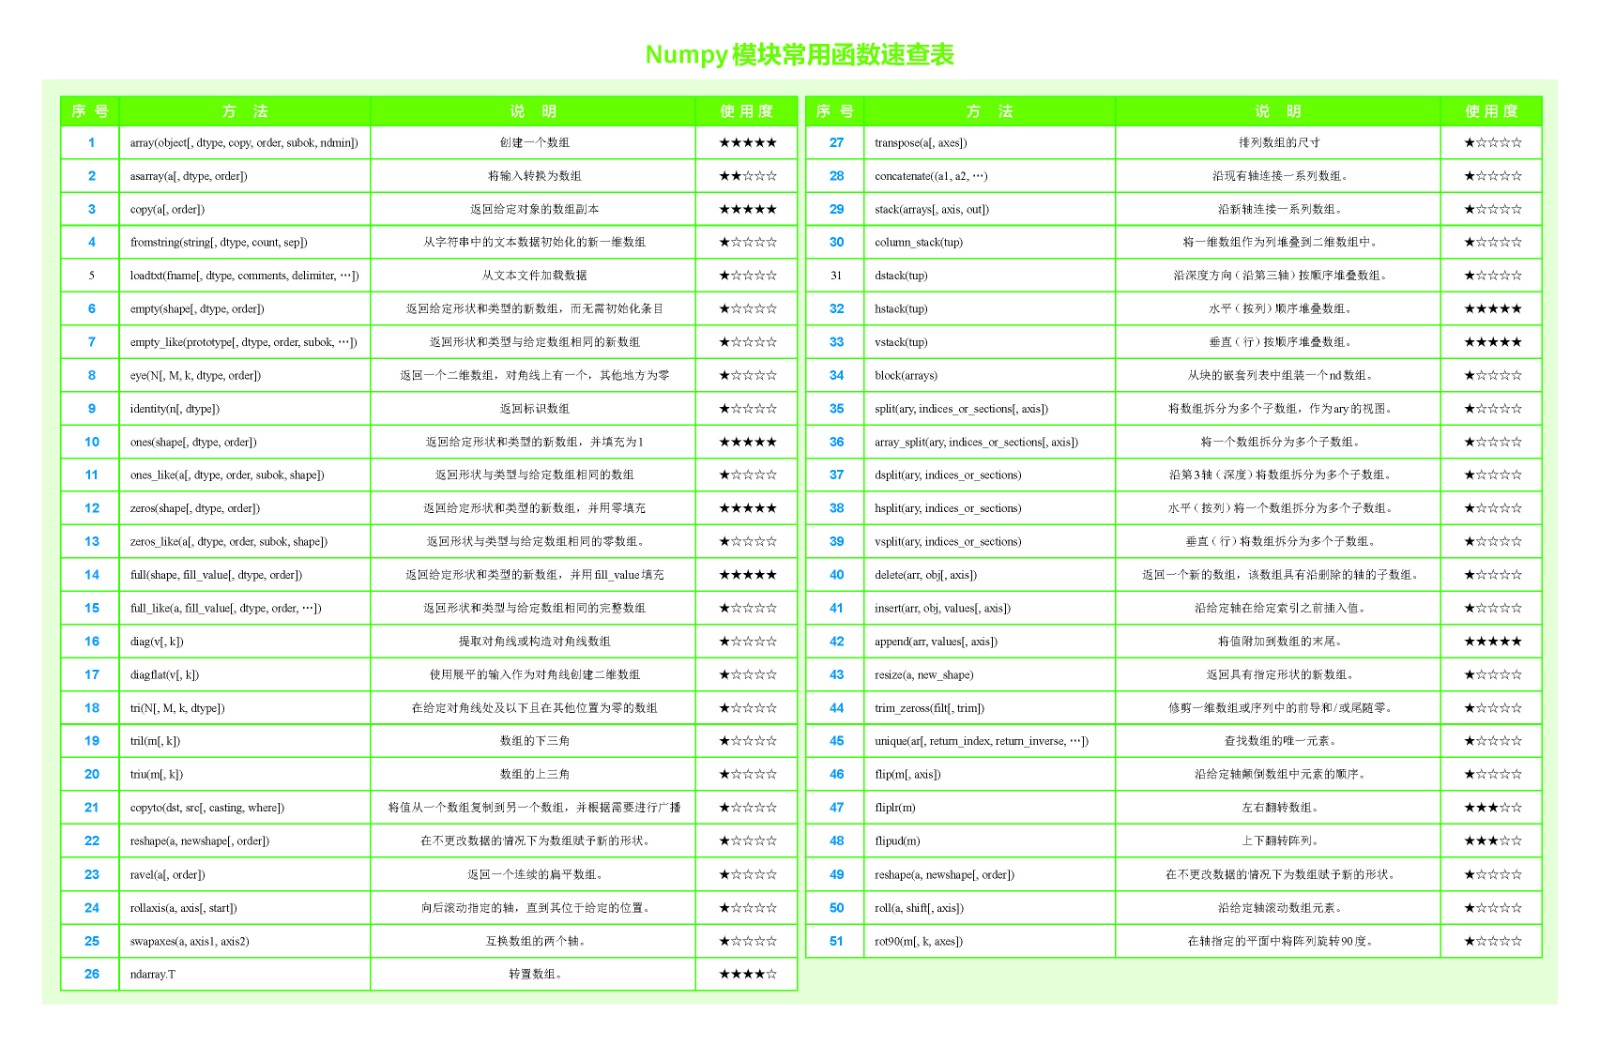 Numpy模块常用函数速查表
序 号 方 法 说 明 使用度
1 array(object[, dtype, copy, order, subok, ndmin]) 创建一个数组 ★★★★★
2 asarray(a[, dtype, order]) 将输入转换为数组 ★★☆☆☆
3 copy(a[, order]) 返回给定对象的数组副本 ★★★★★
4 fromstring(string[, dtype, count, sep]) 从字符串中的文本数据初始化的新一维数组 ★☆☆☆☆
5 loadtxt(fname[, dtype, comments, delimiter, …]) 从文本文件加载数据 ★☆☆☆☆
6 empty(shape[, dtype, order]) 返回给定形状和类型的新数组，而无需初始化条目 ★☆☆☆☆
7 empty_like(prototype[, dtype, order, subok, …]) 返回形状和类型与给定数组相同的新数组 ★☆☆☆☆
8 eye(N[, M, k, dtype, order]) 返回一个二维数组，对角线上有一个，其他地方为零 ★☆☆☆☆
9 identity(n[, dtype]) 返回标识数组 ★☆☆☆☆
10 ones(shape[, dtype, order]) 返回给定形状和类型的新数组，并填充为1 ★★★★★
11 ones_like(a[, dtype, order, subok, shape]) 返回形状与类型与给定数组相同的数组 ★☆☆☆☆
12 zeros(shape[, dtype, order]) 返回给定形状和类型的新数组，并用零填充 ★★★★★
13 zeros_like(a[, dtype, order, subok, shape]) 返回形状与类型与给定数组相同的零数组。 ★☆☆☆☆
14 full(shape, fill_value[, dtype, order]) 返回给定形状和类型的新数组，并用fill_value填充 ★★★★★
15 full_like(a, fill_value[, dtype, order, …]) 返回形状和类型与给定数组相同的完整数组 ★☆☆☆☆
16 diag(v[, k]) 提取对角线或构造对角线数组 ★☆☆☆☆
17 diagflat(v[, k]) 使用展平的输入作为对角线创建二维数组 ★☆☆☆☆
18 tri(N[, M, k, dtype]) 在给定对角线处及以下且在其他位置为零的数组 ★☆☆☆☆
19 tril(m[, k]) 数组的下三角 ★☆☆☆☆
20 triu(m[, k]) 数组的上三角 ★☆☆☆☆
21 copyto(dst, src[, casting, where]) 将值从一个数组复制到另一个数组，并根据需要进行广播 ★☆☆☆☆
22 reshape(a, newshape[, order]) 在不更改数据的情况下为数组赋予新的形状。 ★☆☆☆☆
23 ravel(a[, order]) 返回一个连续的扁平数组。 ★☆☆☆☆
24 rollaxis(a, axis[, start]) 向后滚动指定的轴，直到其位于给定的位置。 ★☆☆☆☆
25 swapaxes(a, axis1, axis2) 互换数组的两个轴。 ★☆☆☆☆
26 ndarray.T 转置数组。 ★★★★☆
序 号 方 法 说 明 使用度
27 transpose(a[, axes]) 排列数组的尺寸 ★☆☆☆☆
28 concatenate((a1, a2, …) 沿现有轴连接一系列数组。 ★☆☆☆☆
29 stack(arrays[, axis, out]) 沿新轴连接一系列数组。 ★☆☆☆☆
30 column_stack(tup) 将一维数组作为列堆叠到二维数组中。 ★☆☆☆☆
31 dstack(tup) 沿深度方向（沿第三轴）按顺序堆叠数组。 ★☆☆☆☆
32 hstack(tup) 水平（按列）顺序堆叠数组。 ★★★★★
33 vstack(tup) 垂直（行）按顺序堆叠数组。 ★★★★★
34 block(arrays) 从块的嵌套列表中组装一个nd数组。 ★☆☆☆☆
35 split(ary, indices_or_sections[, axis]) 将数组拆分为多个子数组，作为ary的视图。 ★☆☆☆☆
36 array_split(ary, indices_or_sections[, axis]) 将一个数组拆分为多个子数组。 ★☆☆☆☆
37 dsplit(ary, indices_or_sections) 沿第3轴（深度）将数组拆分为多个子数组。 ★☆☆☆☆
38 hsplit(ary, indices_or_sections) 水平（按列）将一个数组拆分为多个子数组。 ★☆☆☆☆
39 vsplit(ary, indices_or_sections) 垂直（行）将数组拆分为多个子数组。 ★☆☆☆☆
40 delete(arr, obj[, axis]) 返回一个新的数组，该数组具有沿删除的轴的子数组。 ★☆☆☆☆
41 insert(arr, obj, values[, axis]) 沿给定轴在给定索引之前插入值。 ★☆☆☆☆
42 append(arr, values[, axis]) 将值附加到数组的末尾。 ★★★★★
43 resize(a, new_shape) 返回具有指定形状的新数组。 ★☆☆☆☆
44 trim_zeross(filt[, trim]) 修剪一维数组或序列中的前导和/或尾随零。 ★☆☆☆☆
45 unique(ar[, return_index, return_inverse, …]) 查找数组的唯一元素。 ★☆☆☆☆
46 flip(m[, axis]) 沿给定轴颠倒数组中元素的顺序。 ★☆☆☆☆
47 fliplr(m) 左右翻转数组。 ★★★☆☆
48 flipud(m) 上下翻转阵列。 ★★★☆☆
49 reshape(a, newshape[, order]) 在不更改数据的情况下为数组赋予新的形状。 ★☆☆☆☆
50 roll(a, shift[, axis]) 沿给定轴滚动数组元素。 ★☆☆☆☆
51 rot90(m[, k, axes]) 在轴指定的平面中将阵列旋转90度。 ★☆☆☆☆